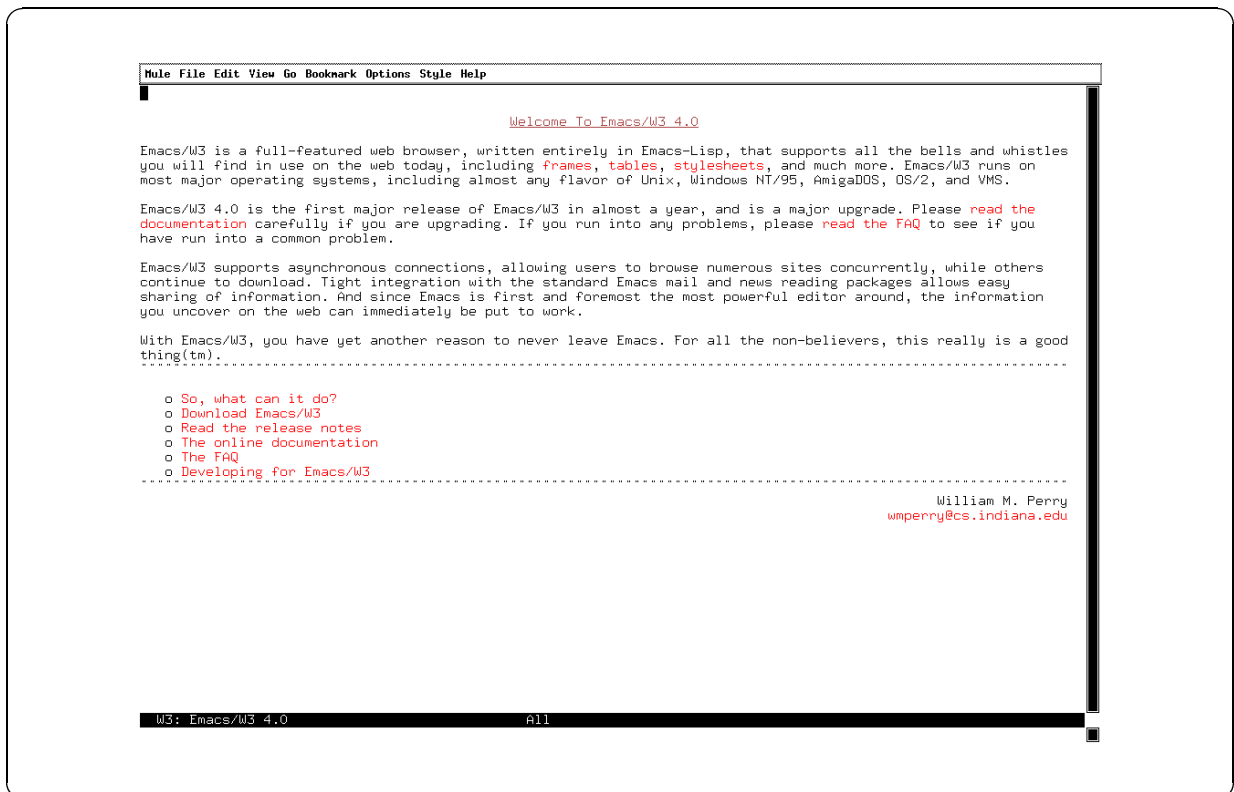 Mule File Edit View Go Bookmark Options Style Help
Welcome To Emacs/W3 4.0
Emacs/W3 is a full-featured web browser, written entirely in Emacs-Lisp, that supports all the bells and whistles
you will find in use on the web today, including frames, tables, stylesheets, and much more. Emacs/W3 runs on
most major operating systems, including almost any flavor of Unix, Windows NT/95, AmigaDOS, OS/2, and VMS.
Emacs/W3 4.0 is the first major release of Emacs/W3 in almost a year, and is a major upgrade. Please read the
documentation carefully if you are upgrading. If you run into any problems, please read the FAQ to see if you
have run into a common problem.
Emacs/W3 supports asynchronous connections, allowing users to browse numerous sites concurrently, while others
continue to download. Tight integration with the standard Emacs mail and news reading packages allows easy
sharing of information. And since Emacs is first and foremost the most powerful editor around, the information
you uncover on the web can immediately be put to work.
With Emacs/W3, you have yet another reason to never leave Emacs. For all the non-believers, this really is a good
thing(tm).
o So, what can it do?
o Download Emacs/W3
o Read the release notes
o The online documentation
o The FAQ
o Developing for Emacs/W3
William M. Perry
wmperry@cs.indiana.edu
W3: Emacs/W3 4.0 All